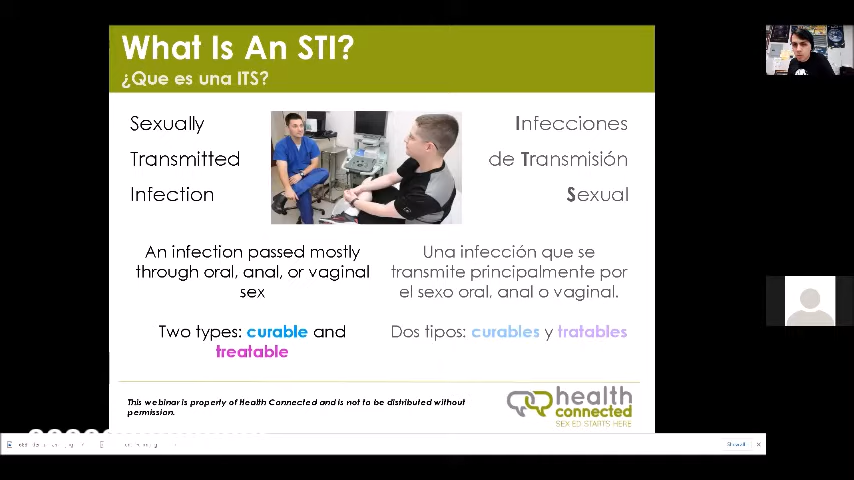 What Is An STI?
¿Que es una ITS?
Sexually
Transmitted
Infection
Infecciones
de Transmisión
Sexual
An infection passed mostly
through oral, anal, or vaginal
sex
Two types: curable and
treatable
Una infección que se
transmite principalmente por
el sexo oral, anal o vaginal.
Dos tipos: curables y tratables
This webinar is property of Health Connected and is not to be distributed without
permission.
health
connected
SEX ED STARTS HERE
Show all